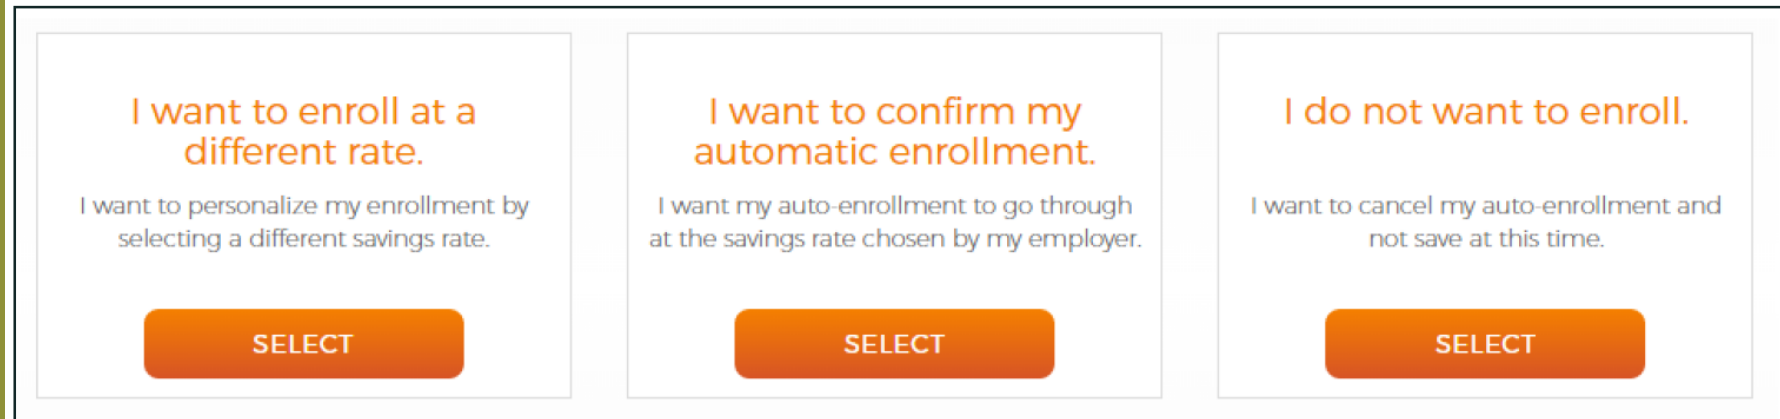 I want to enroll at a
different rate.
I want to personalize my enrollment by
selecting a different savings rate.
SELECT
I want to confirm my
automatic enrollment.
I want my auto-enrollment to go through
at the savings rate chosen by my employer.
SELECT
I do not want to enroll.
I want to cancel my auto-enrollment and
not save at this time.
SELECT